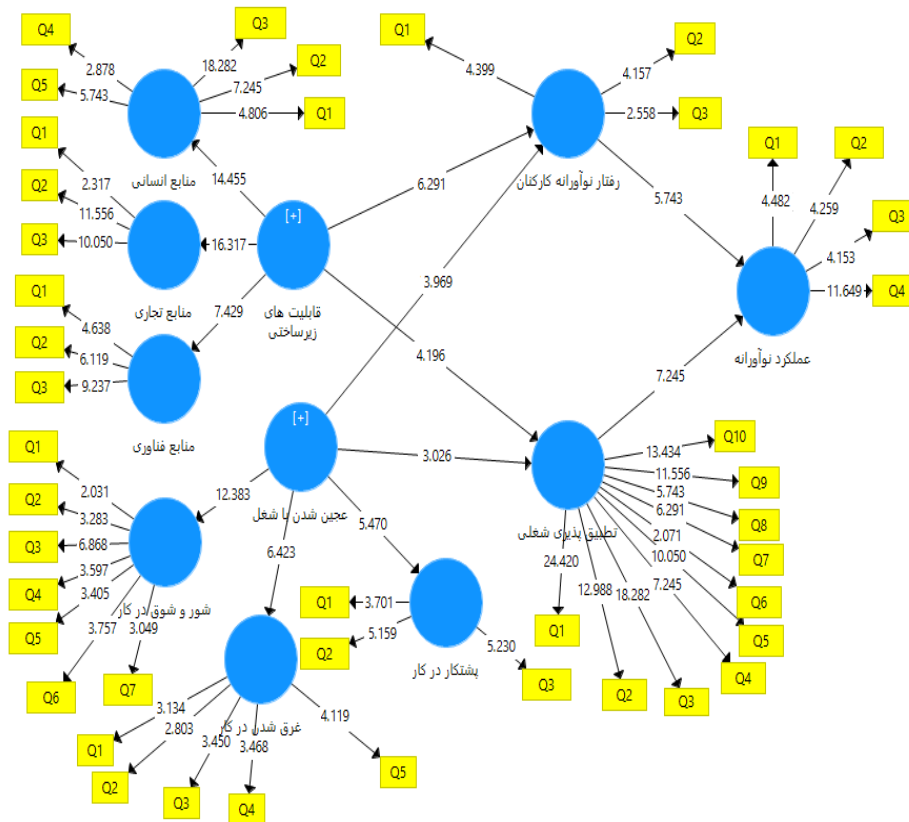 Q4
Q3
Q2
Q5
Q1
2.878
18.282
7.245
5.743
4.806
منابع انسانی
Q1
Q2
Q3
2.317
11.556
10.050
منابع تجاری
Q1
Q2
Q3
4.638
6.119
9.237
منابع فناوری
14.455
16.317
7.429
[+]
قابلیت های
زیرساختی
6.291
3.969
4.196
Q1
Q2
Q3
4.399
4.157
2.558
رفتار نوآورانه کارکنان
5.743
Q1
Q2
Q3
Q4
4.482
4.259
4.153
11.649
عملکرد نوآورانه
7.245
[+]
عجین شدن با شغل
3.026
12.383
6.423
5.470
Q1
Q2
Q3
Q4
Q5
Q6
Q7
2.031
3.283
6.868
3.597
3.405
3.757
3.049
شور و شوق در کار
Q1
Q2
Q3
3.701
5.159
5.230
پشتکار در کار
Q1
Q2
Q3
Q4
Q5
3.134
2.803
3.450
3.468
4.119
غرق شدن در کار
تطبیق پذیری شغلی
13.434
11.556
5.743
6.291
2.071
10.050
7.245
18.282
12.988
24.420
Q10
Q9
Q8
Q7
Q6
Q5
Q4
Q3
Q2
Q1